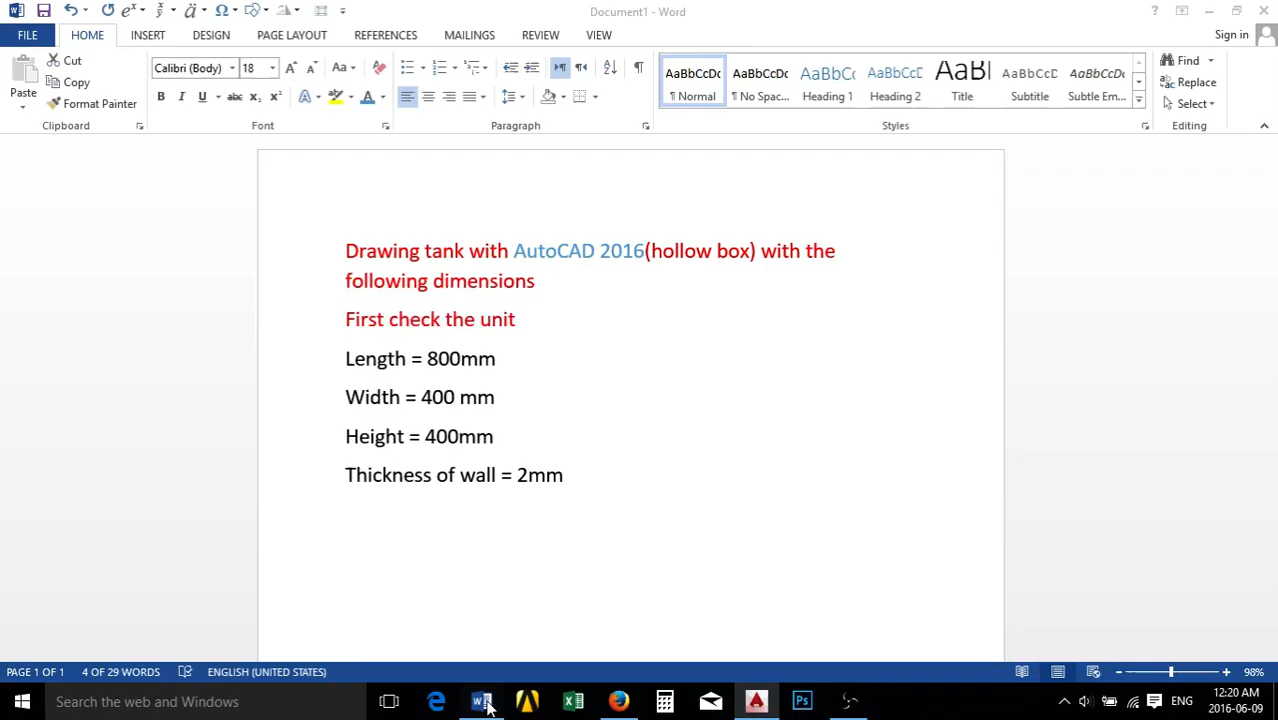 Document1 - Word
Sign in
FILE HOME INSERT DESIGN PAGE LAYOUT REFERENCES MAILINGS REVIEW VIEW
Paste
Cut
Copy
Format Painter
Clipboard
Calibri (Body) 18
Font
Paragraph
AaBbCcDc AaBbCcDc AaBbCc AaBbCcD AaB AaBbCcD AaBbCcDt
¶ Normal ¶ No Spac... Heading 1 Heading 2 Title Subtitle Subtle Em...
Styles
Find
Replace
Select
Editing
Drawing tank with AutoCAD 2016(hollow box) with the
following dimensions
First check the unit
Length = 800mm
Width = 400 mm
Height = 400mm
Thickness of wall = 2mm
PAGE 1 OF 1 4 OF 29 WORDS ENGLISH (UNITED STATES) 98%
Search the web and Windows
ENG
12:20 AM
2016-06-09